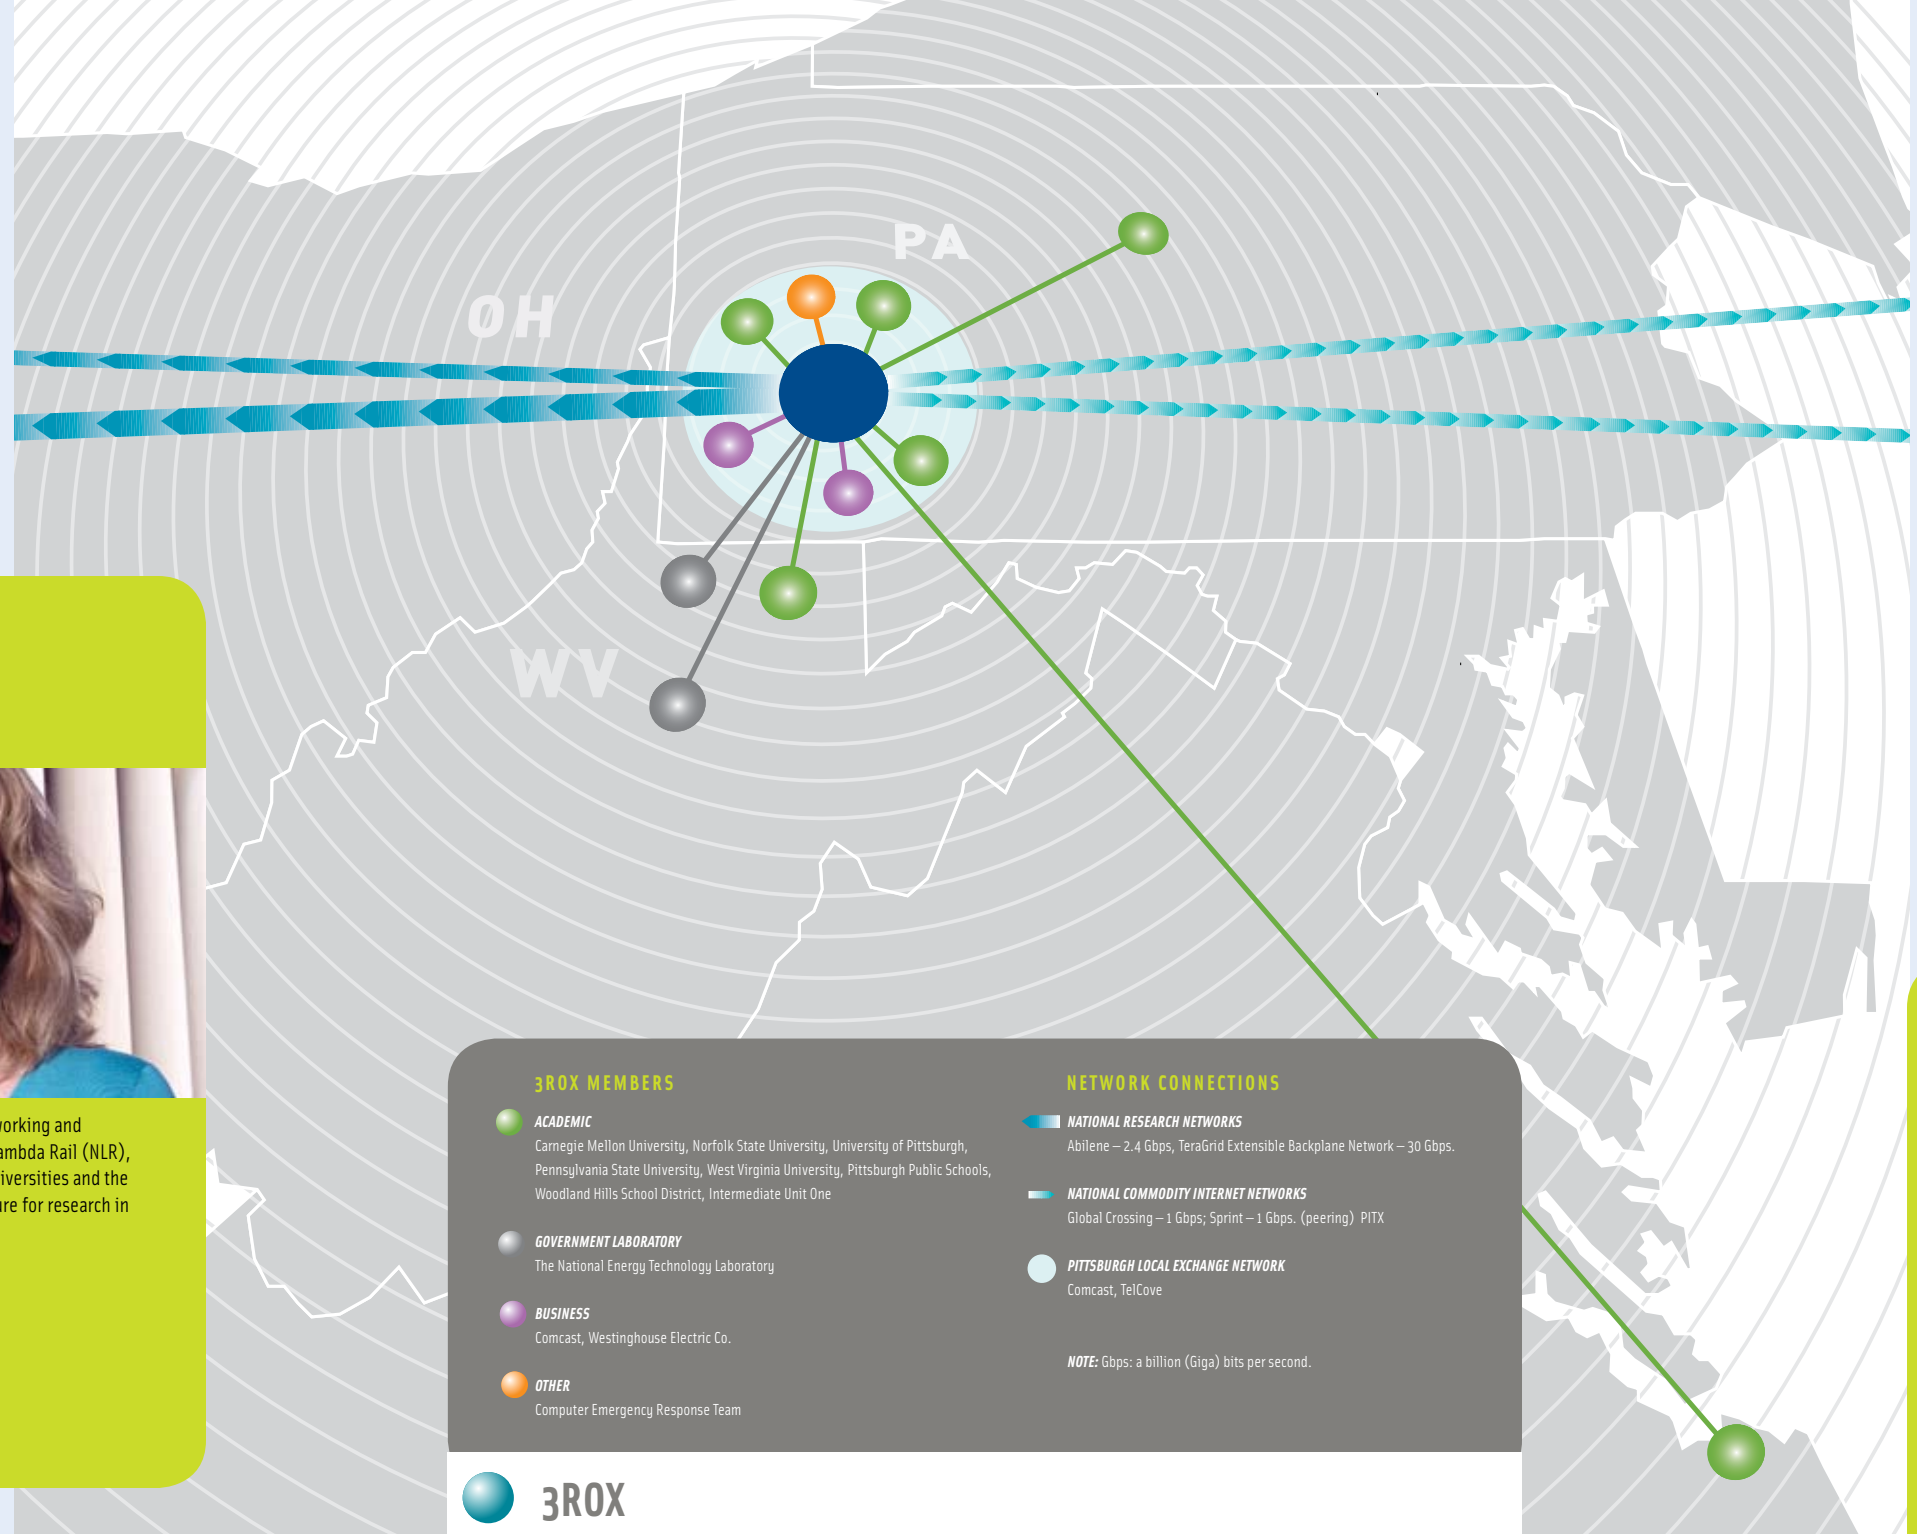 PA
OH
WV
orking and
ambda Rail (NLR),
iversities and the
re for research in
3ROX MEMBERS
ACADEMIC
Carnegie Mellon University, Norfolk State University, University of Pittsburgh,
Pennsylvania State University, West Virginia University, Pittsburgh Public Schools,
Woodland Hills School District, Intermediate Unit One
GOVERNMENT LABORATORY
The National Energy Technology Laboratory
BUSINESS
Comcast, Westinghouse Electric Co.
OTHER
Computer Emergency Response Team
NETWORK CONNECTIONS
NATIONAL RESEARCH NETWORKS
Abilene – 2.4 Gbps, TeraGrid Extensible Backplane Network – 30 Gbps.
NATIONAL COMMODITY INTERNET NETWORKS
Global Crossing – 1 Gbps; Sprint – 1 Gbps. (peering) PITX
PITTSBURGH LOCAL EXCHANGE NETWORK
Comcast, TelCove
NOTE: Gbps: a billion (Giga) bits per second.
3ROX